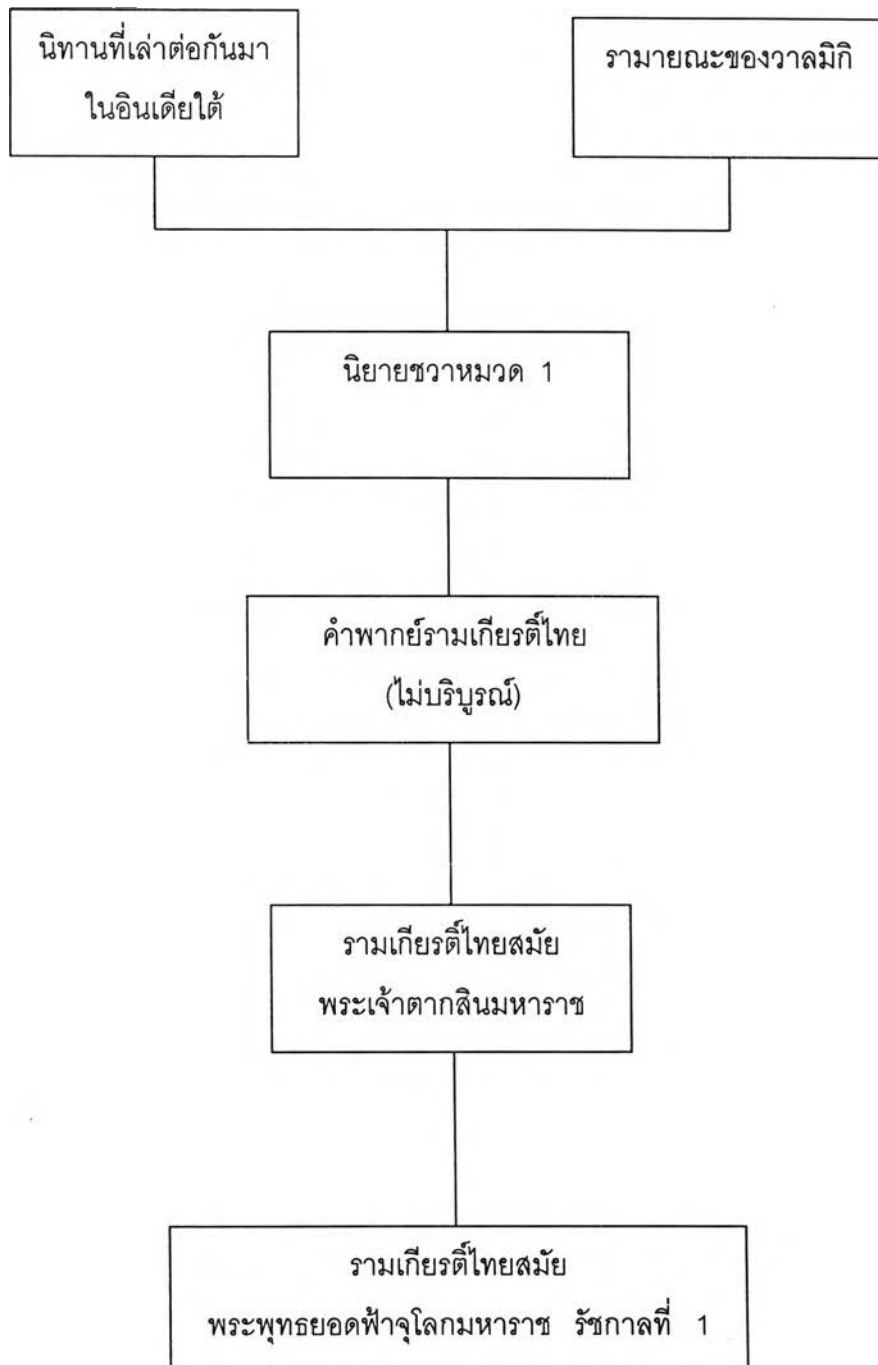 นิทานที่เล่าต่อกันมา
ในอินเดียใต้
รามายณะของวาลมิกิ
นิยายชวาหมวด 1
คำพากย์รามเกียรติ์ไทย
(ไม่บริบูรณ์)
รามเกียรติ์ไทยสมัย
พระเจ้าตากสินมหาราช
รามเกียรติ์ไทยสมัย
พระพุทธยอดฟ้าจุโลกมหาราช รัชกาลที่ 1